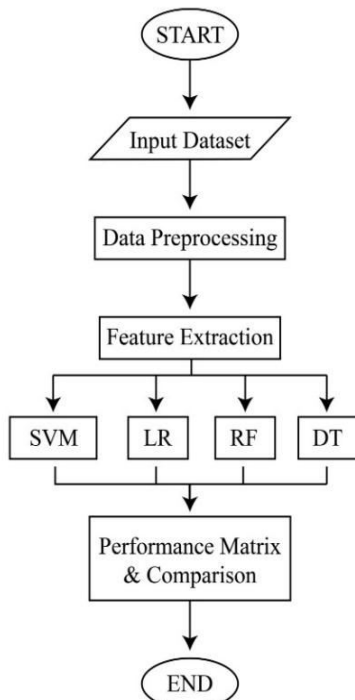 START
Input Dataset
Data Preprocessing
Feature Extraction
SVM
LR
RF
DT
Performance Matrix
& Comparison
END